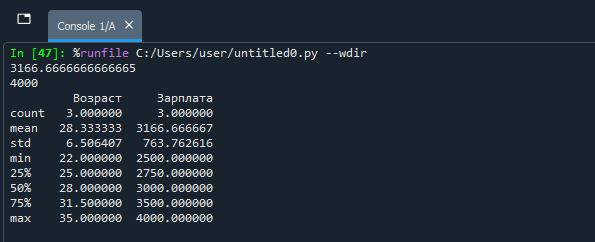 Console 1/A
In [47]: %runfile C:/Users/user/untitled0.py --wdir
3166.6666666666665
4000
Возраст Зарплата
count 3.000000 3.000000
mean 28.333333 3166.666667
std 6.506407 763.762616
min 22.000000 2500.000000
25% 25.000000 2750.000000
50% 28.000000 3000.000000
75% 31.500000 3500.000000
max 35.000000 4000.000000